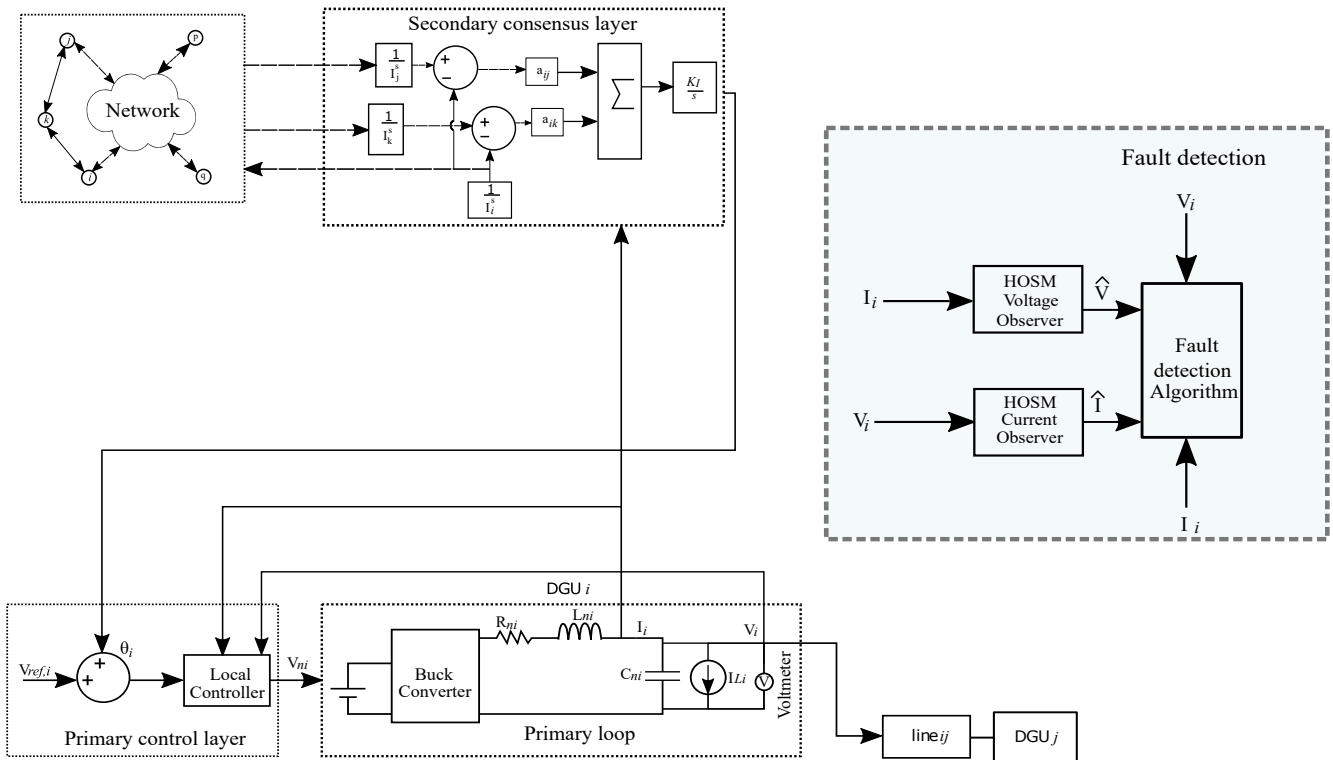 Secondary consensus layer
j
p
Network
k
i
q
1
I_j^s
+
−
a_ij
1
I_k^s
+
−
a_ik
∑
K_I
s
1
I_i^s
Fault detection
V_i
I_i
HOSM
Voltage
Observer
V̂
Fault
detection
Algorithm
V_i
HOSM
Current
Observer
Î
I_i
V_ref,i
+
+
θ_i
Local
Controller
V_ni
Primary control layer
DGU i
Buck
Converter
R_ni
L_ni
I_i
C_ni
I_Li
V_i
V
Voltmeter
Primary loop
line ij
DGU j